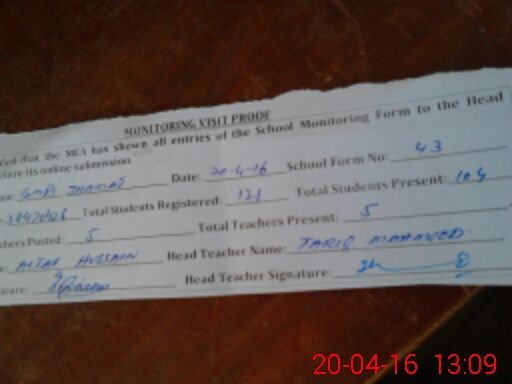 MONITORING VISIT PROOF
that the MEA has shown all entries of the School Monitoring Form to the Head
before its online submission.
GMPS Date: 20-4-16 School Form No: 43
Total Students Registered: 121 Total Students Present: 104
Teachers Posted: 5 Total Teachers Present: 5
ALTAF HUSSAIN Head Teacher Name: TARIQ MAHMOOD
Head Teacher Signature:
20-04-16 13:09